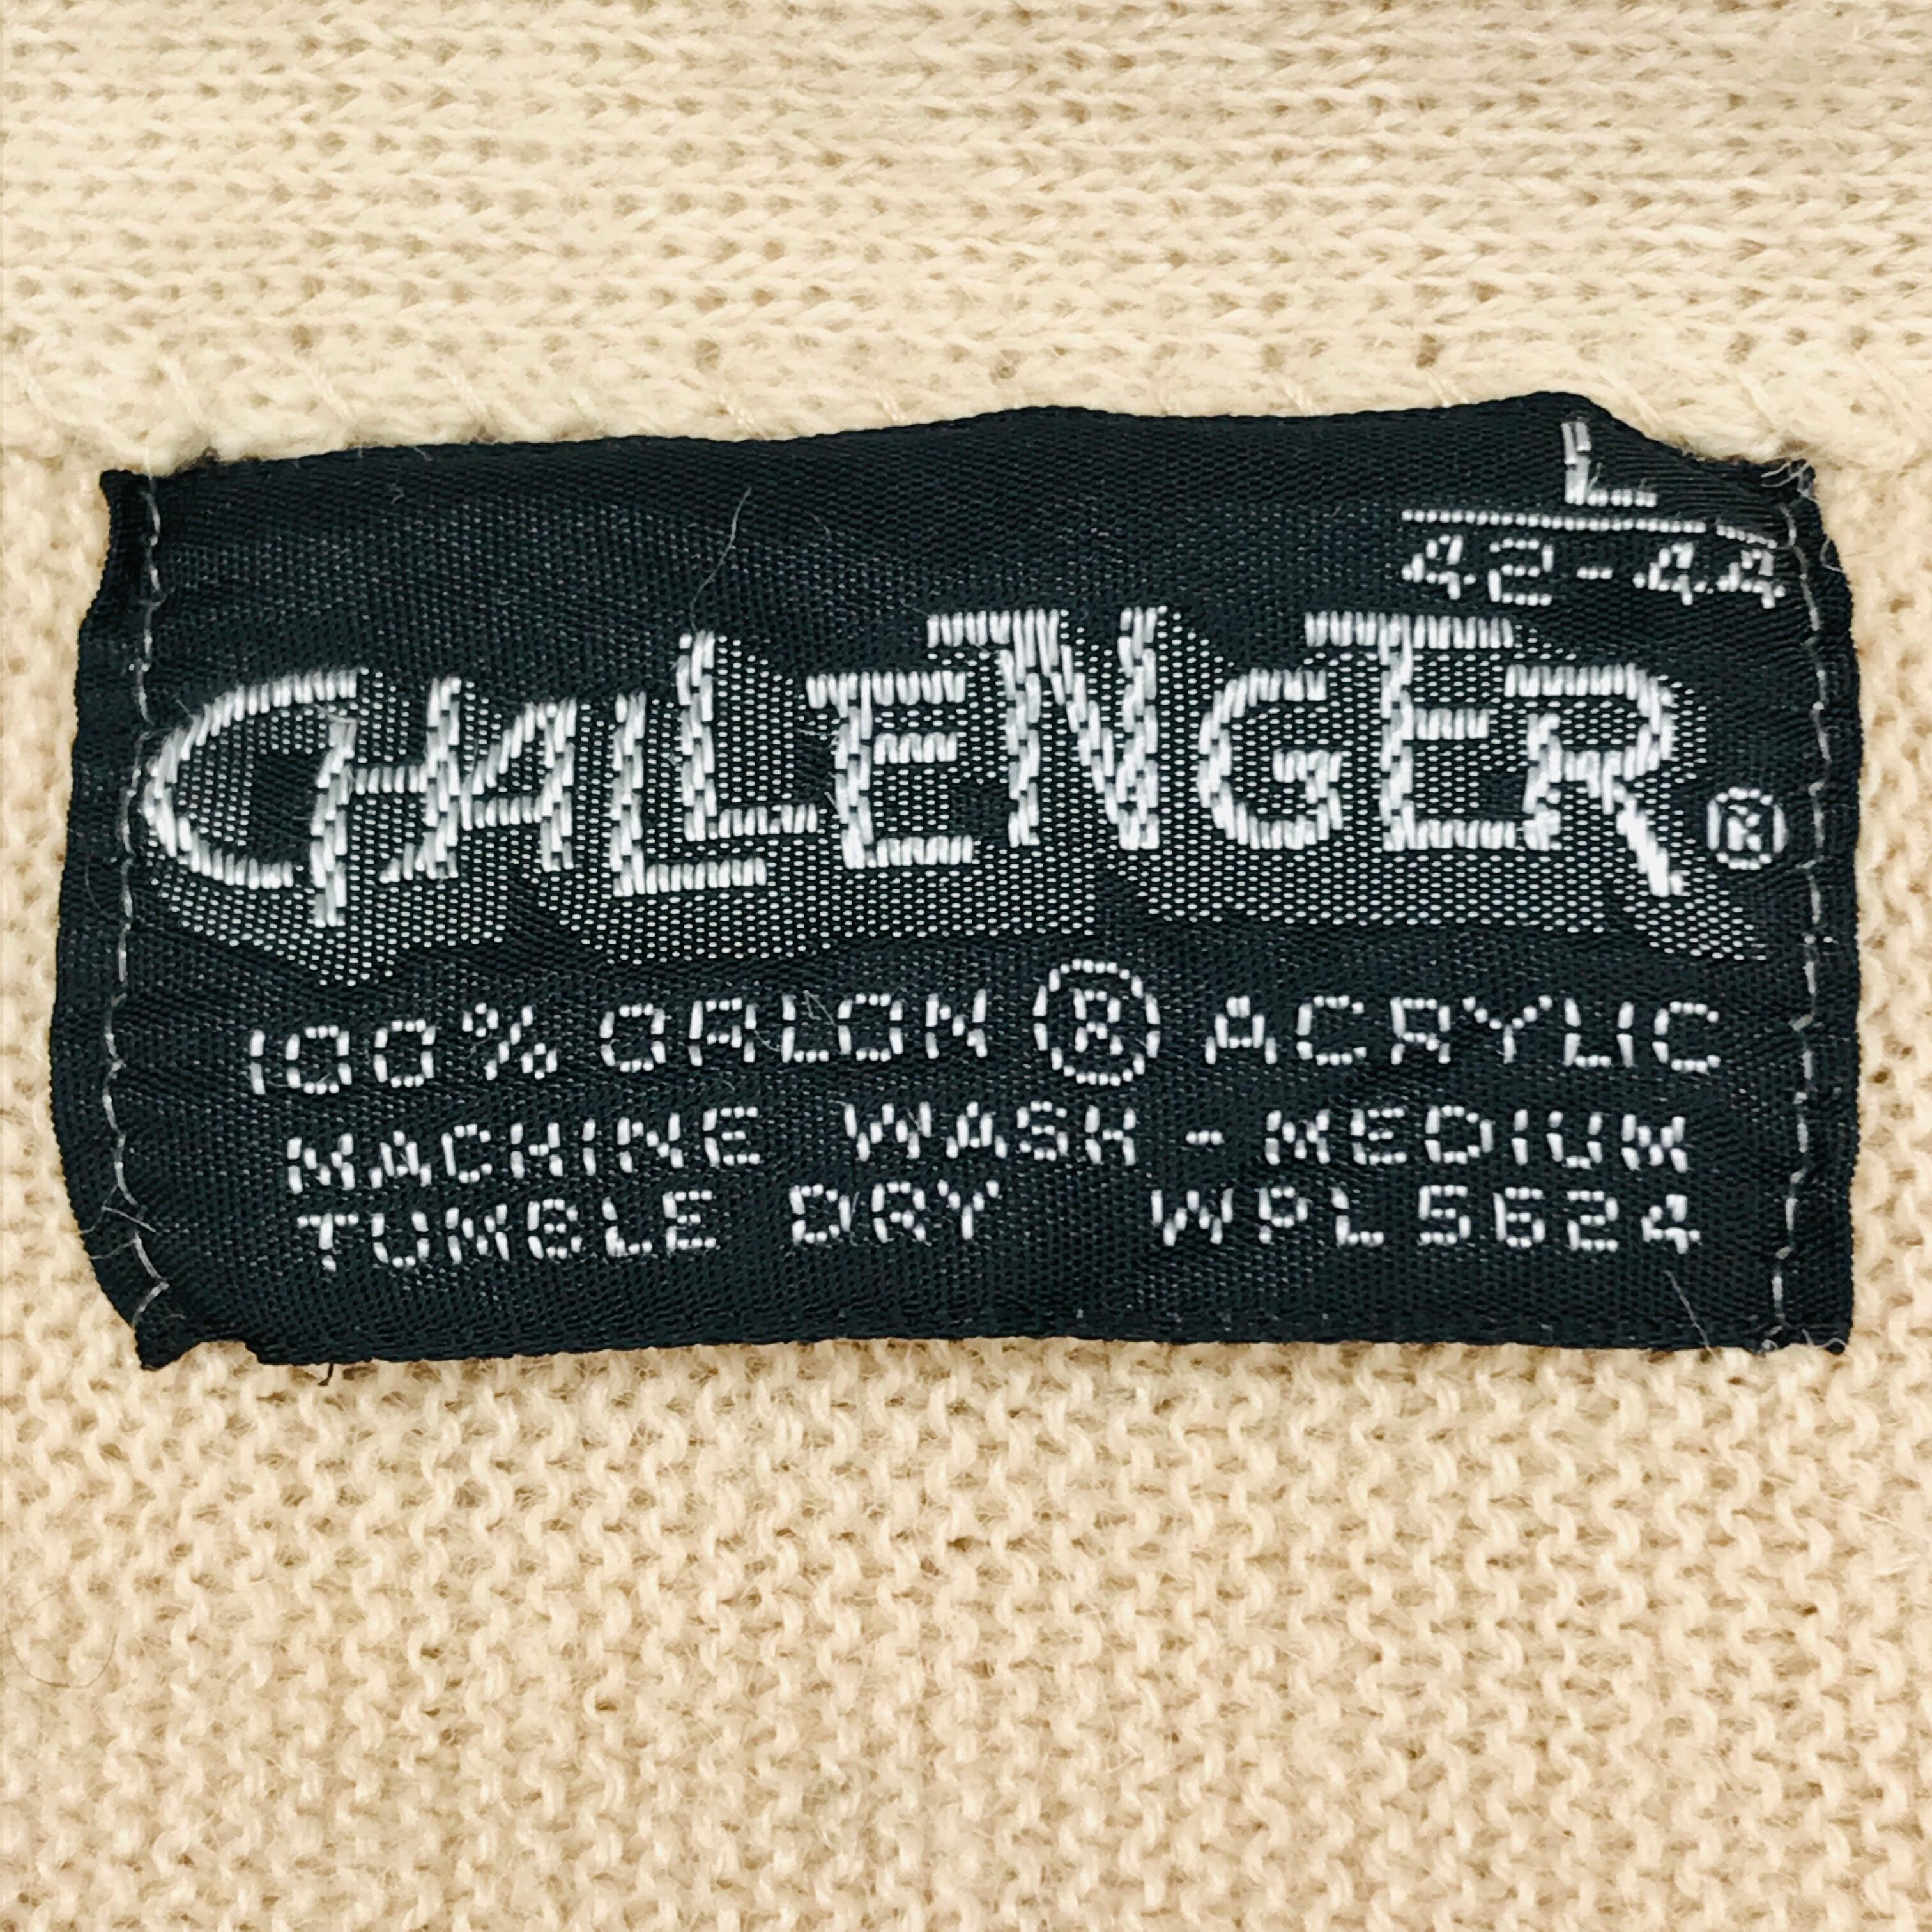 L
42-44
CHALLENGER®
100% ORLON ® ACRYLIC
MACHINE WASH - MEDIUM
TUMBLE DRY WPL 5624